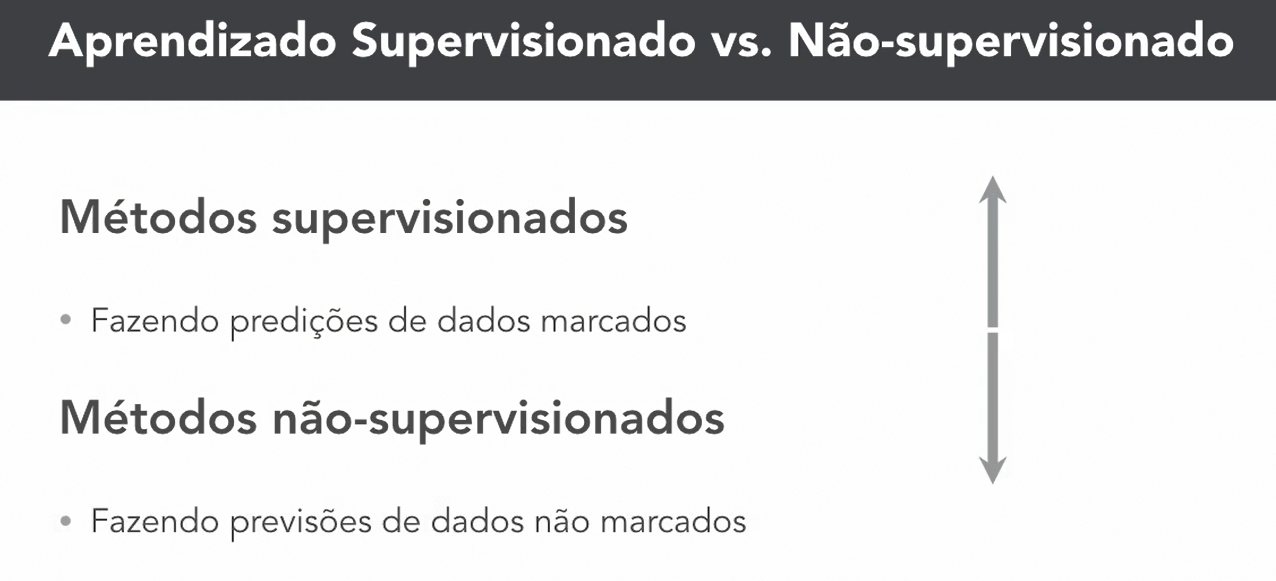 Aprendizado Supervisionado vs. Não-supervisionado
Métodos supervisionados
• Fazendo predições de dados marcados
Métodos não-supervisionados
• Fazendo previsões de dados não marcados